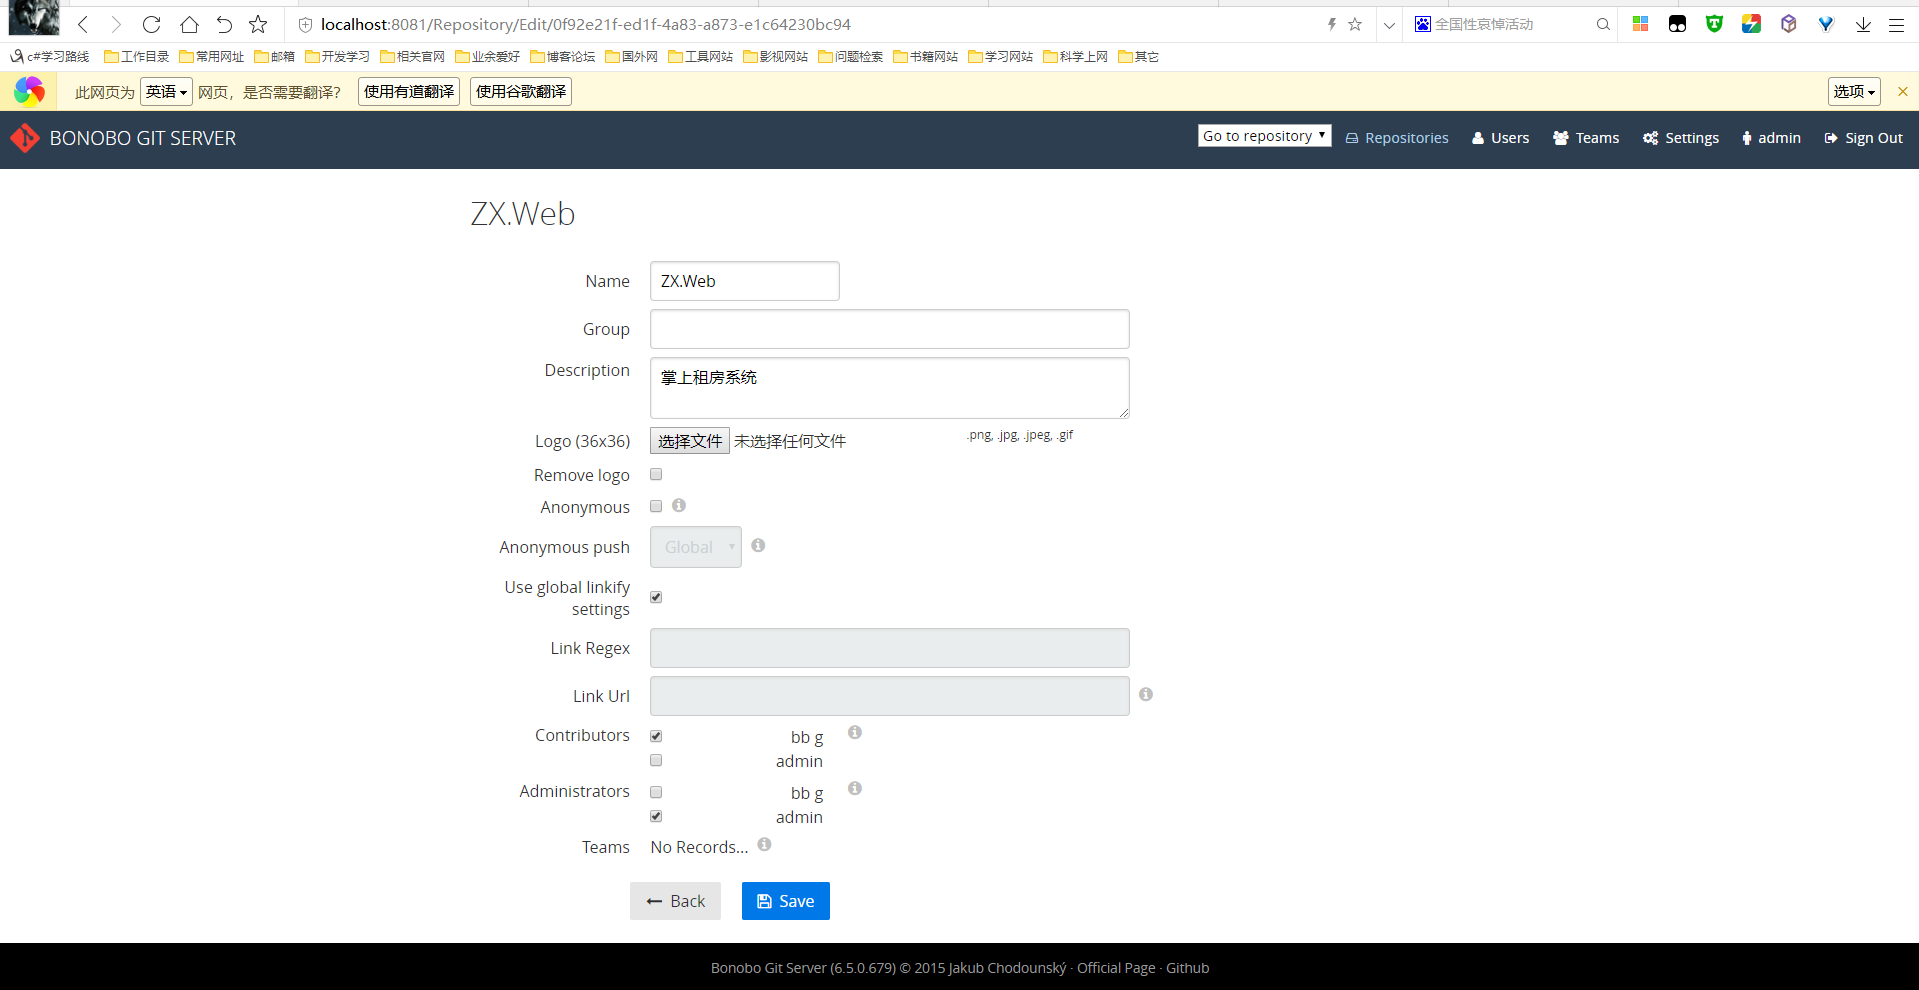 localhost:8081/Repository/Edit/0f92e21f-ed1f-4a83-a873-e1c64230bc94
全国性哀悼活动
c#学习路线 工作目录 常用网址 邮箱 开发学习 相关官网 业余爱好 博客论坛 国外网 工具网站 影视网站 问题检索 书籍网站 学习网站 科学上网 其它
此网页为 英语 网页，是否需要翻译？ 使用有道翻译 使用谷歌翻译 选项
BONOBO GIT SERVER Go to repository Repositories Users Teams Settings admin Sign Out
ZX.Web
Name ZX.Web
Group
Description 掌上租房系统
Logo (36x36) 选择文件 未选择任何文件 .png, .jpg, .jpeg, .gif
Remove logo
Anonymous
Anonymous push Global
Use global linkify
settings
Link Regex
Link Url
Contributors bb g
admin
Administrators bb g
admin
Teams No Records...
Back Save
Bonobo Git Server (6.5.0.679) © 2015 Jakub Chodounský · Official Page · Github